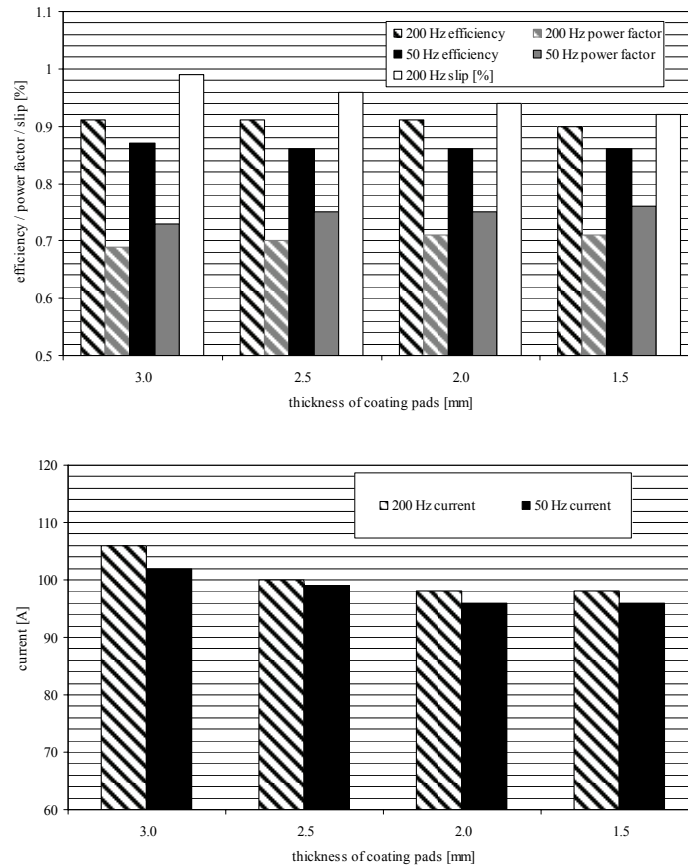 200 Hz efficiency 200 Hz power factor
50 Hz efficiency 50 Hz power factor
200 Hz slip [%]
efficiency / power factor / slip [%]
1.1
1
0.9
0.8
0.7
0.6
0.5
3.0 2.5 2.0 1.5
thickness of coating pads [mm]
200 Hz current 50 Hz current
current [A]
120
110
100
90
80
70
60
3.0 2.5 2.0 1.5
thickness of coating pads [mm]